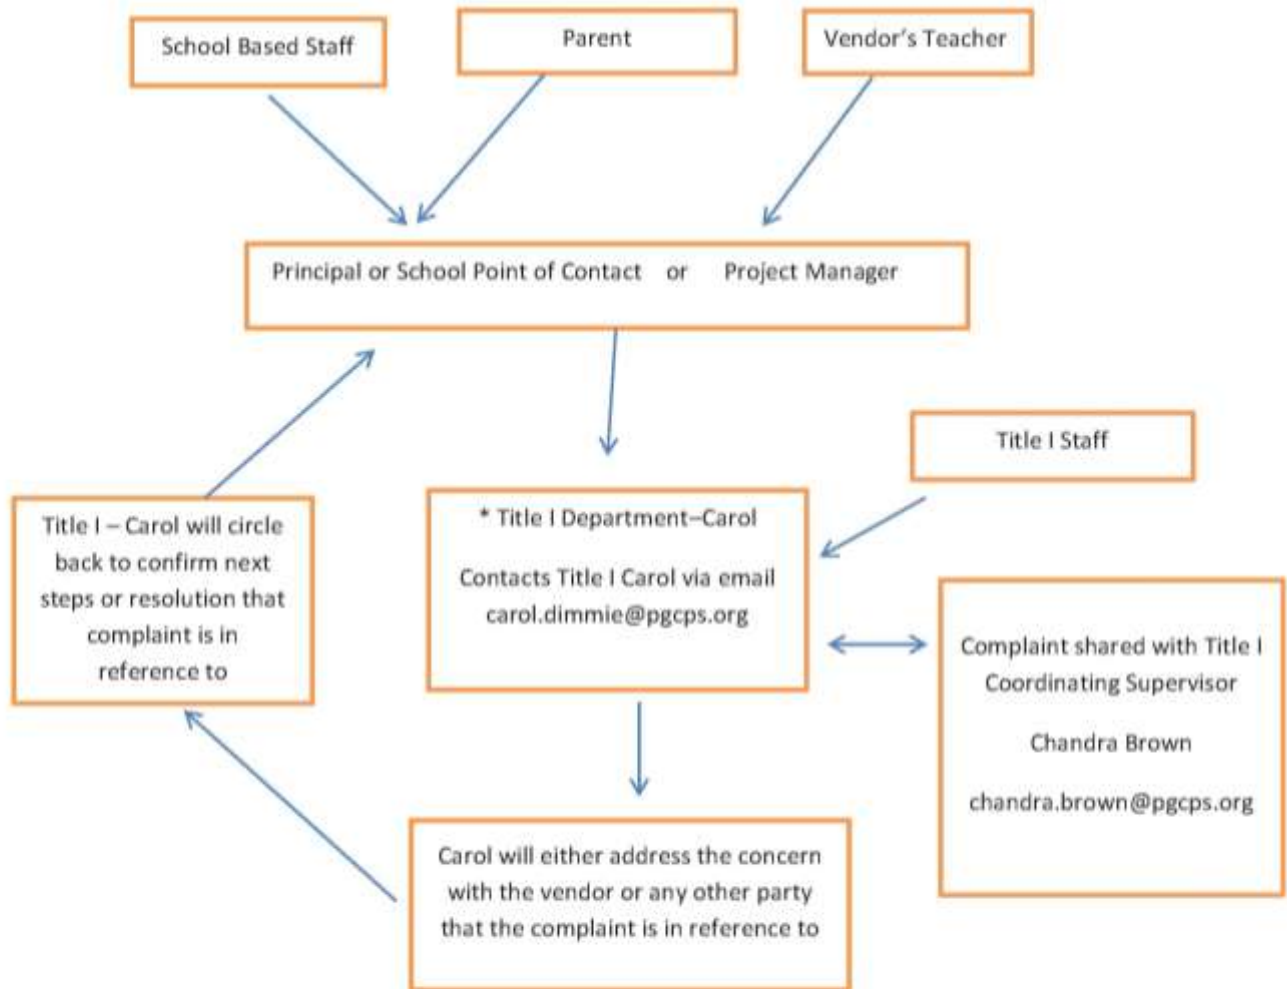 School Based Staff
Parent
Vendor's Teacher
Principal or School Point of Contact or Project Manager
Title I Staff
Title I – Carol will circle
back to confirm next
steps or resolution that
complaint is in
reference to
* Title I Department–Carol
Contacts Title I Carol via email
carol.dimmie@pgcps.org
Complaint shared with Title I
Coordinating Supervisor
Chandra Brown
chandra.brown@pgcps.org
Carol will either address the concern
with the vendor or any other party
that the complaint is in reference to